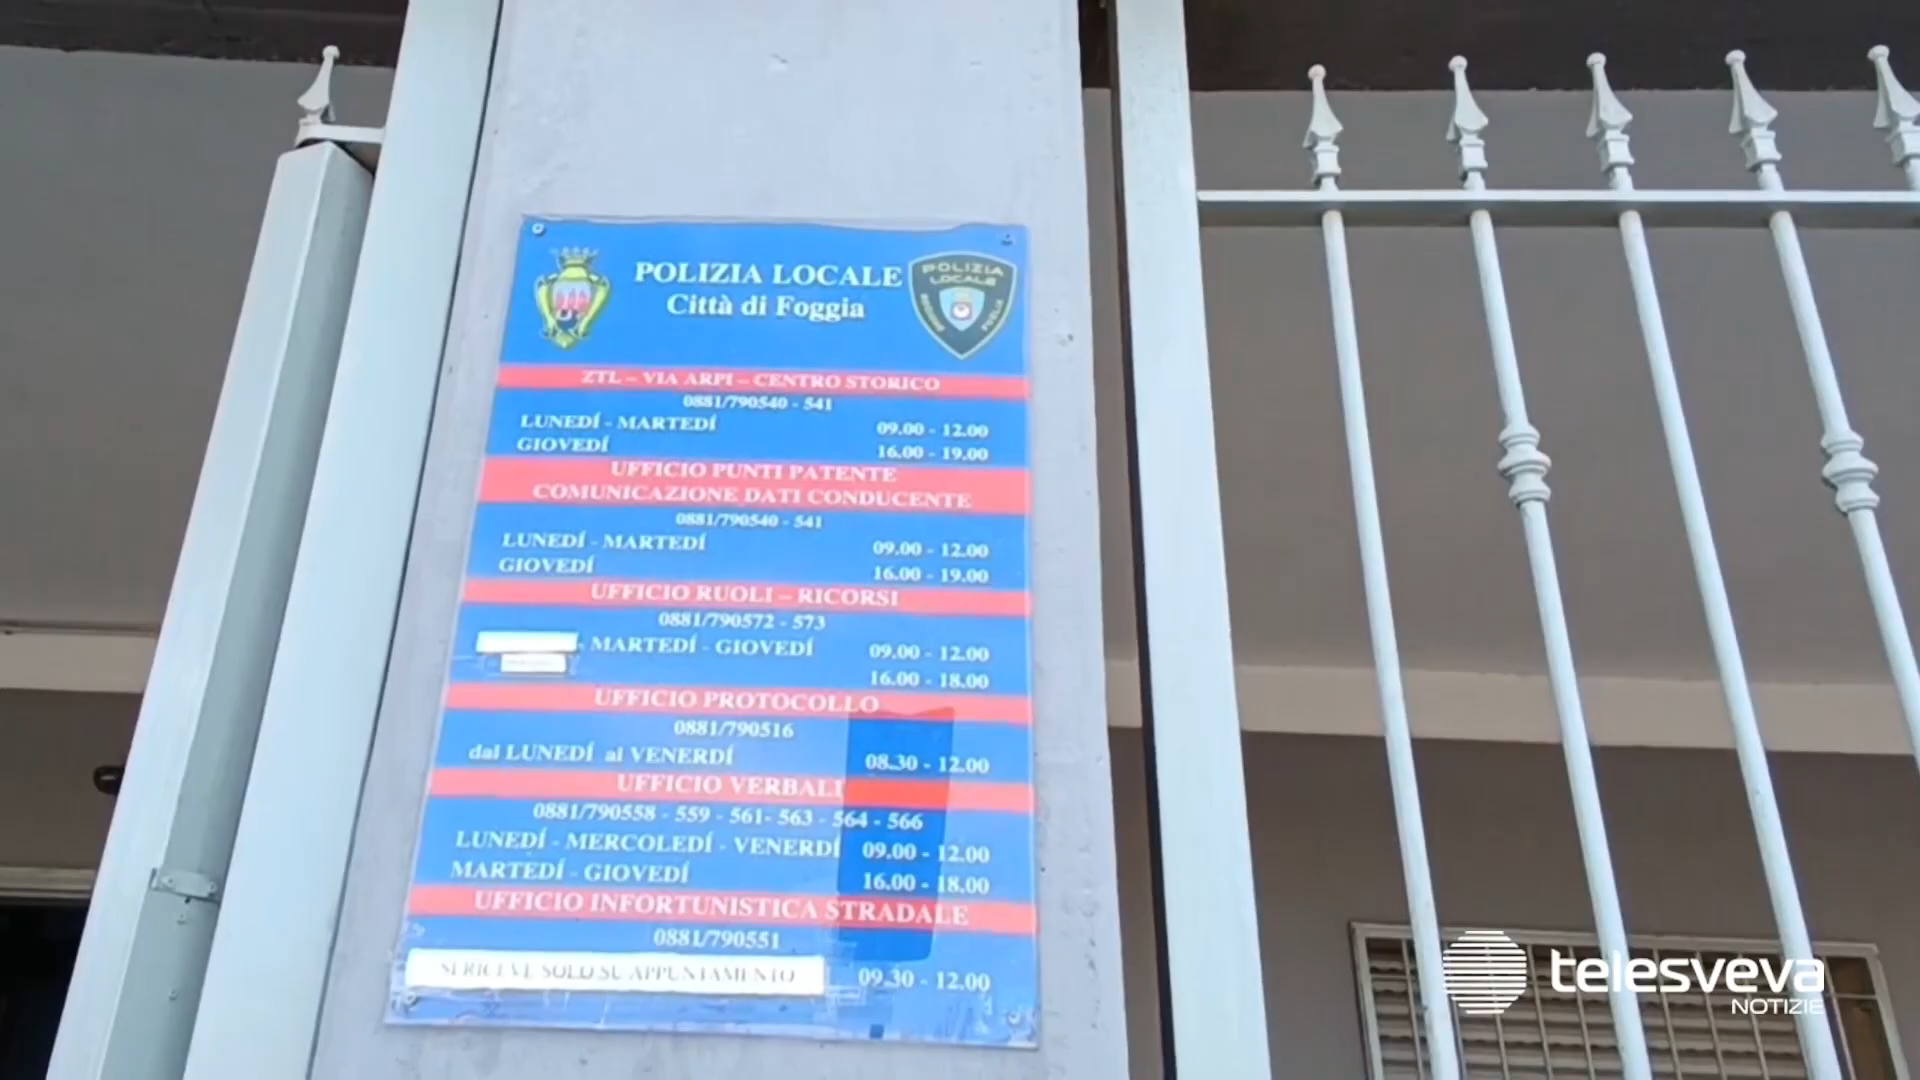 POLIZIA LOCALE
Città di Foggia
POLIZIA
LOCALE
REGIONE PUGLIA
ZTL – VIA ARPI – CENTRO STORICO
0881/790540 - 541
LUNEDÍ - MARTEDÍ 09.00 - 12.00
GIOVEDÍ 16.00 - 19.00
UFFICIO PUNTI PATENTE
COMUNICAZIONE DATI CONDUCENTE
0881/790540 - 541
LUNEDÍ - MARTEDÍ 09.00 - 12.00
GIOVEDÍ 16.00 - 19.00
UFFICIO RUOLI – RICORSI
0881/790572 - 573
- MARTEDÍ - GIOVEDÍ 09.00 - 12.00
16.00 - 18.00
UFFICIO PROTOCOLLO
0881/790516
dal LUNEDÍ al VENERDÍ 08.30 - 12.00
UFFICIO VERBALI
0881/790558 - 559 - 561- 563 - 564 - 566
LUNEDÍ - MERCOLEDÍ - VENERDÍ 09.00 - 12.00
MARTEDÍ - GIOVEDÍ 16.00 - 18.00
UFFICIO INFORTUNISTICA STRADALE
0881/790551
SI RICEVE SOLO SU APPUNTAMENTO 09.30 - 12.00
telesveva
NOTIZIE